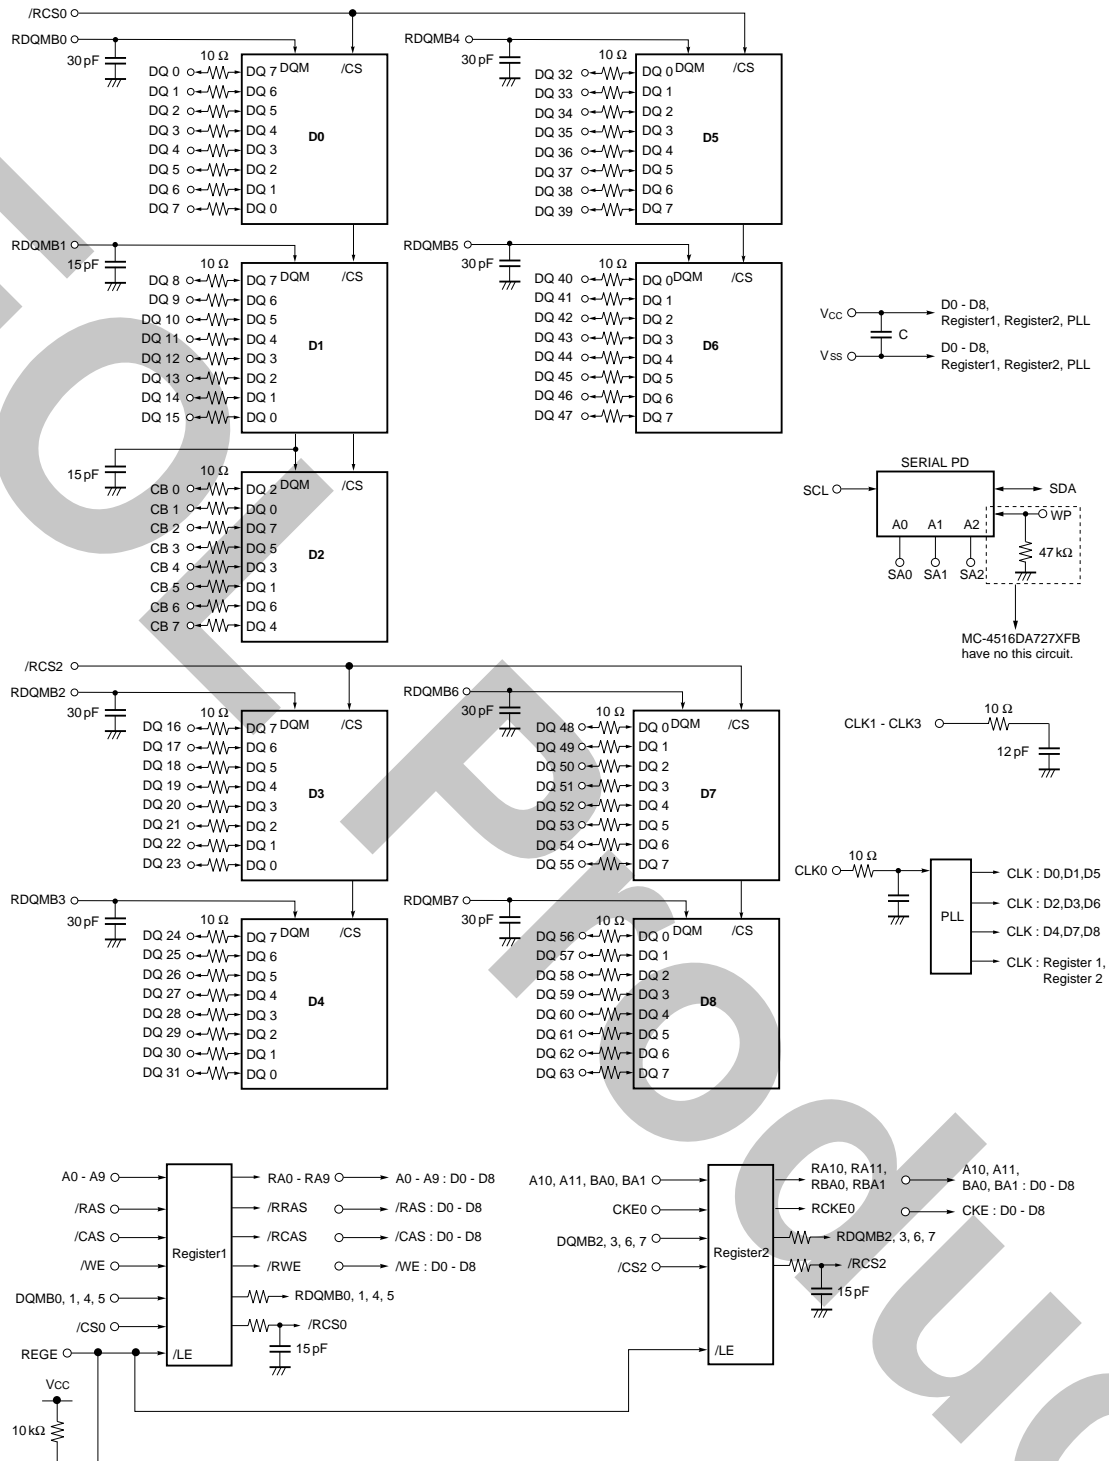 /RCS0
RDQMB0
30 pF
10 Ω
DQM
/CS
DQ 0 DQ 7
DQ 1 DQ 6
DQ 2 DQ 5
DQ 3 DQ 4
D0
DQ 4 DQ 3
DQ 5 DQ 2
DQ 6 DQ 1
DQ 7 DQ 0
RDQMB4
30 pF
10 Ω
DQM
/CS
DQ 32 DQ 0
DQ 33 DQ 1
DQ 34 DQ 2
DQ 35 DQ 3
D5
DQ 36 DQ 4
DQ 37 DQ 5
DQ 38 DQ 6
DQ 39 DQ 7
RDQMB1
15 pF
10 Ω
DQM
/CS
DQ 8 DQ 7
DQ 9 DQ 6
DQ 10 DQ 5
DQ 11 DQ 4
D1
DQ 12 DQ 3
DQ 13 DQ 2
DQ 14 DQ 1
DQ 15 DQ 0
RDQMB5
30 pF
10 Ω
DQM
/CS
DQ 40 DQ 0
DQ 41 DQ 1
DQ 42 DQ 2
DQ 43 DQ 3
D6
DQ 44 DQ 4
DQ 45 DQ 5
DQ 46 DQ 6
DQ 47 DQ 7
VCC
D0 - D8,
Register1, Register2, PLL
C
VSS
D0 - D8,
Register1, Register2, PLL
15 pF
10 Ω
DQM
/CS
CB 0 DQ 2
CB 1 DQ 0
CB 2 DQ 7
CB 3 DQ 5
D2
CB 4 DQ 3
CB 5 DQ 1
CB 6 DQ 6
CB 7 DQ 4
SERIAL PD
SCL
SDA
WP
A0 A1 A2
47 kΩ
SA0 SA1 SA2
MC-4516DA727XFB
have no this circuit.
/RCS2
RDQMB2
30 pF
10 Ω
DQM
/CS
DQ 16 DQ 7
DQ 17 DQ 6
DQ 18 DQ 5
DQ 19 DQ 4
D3
DQ 20 DQ 3
DQ 21 DQ 2
DQ 22 DQ 1
DQ 23 DQ 0
RDQMB6
30 pF
10 Ω
DQM
/CS
DQ 48 DQ 0
DQ 49 DQ 1
DQ 50 DQ 2
DQ 51 DQ 3
D7
DQ 52 DQ 4
DQ 53 DQ 5
DQ 54 DQ 6
DQ 55 DQ 7
CLK1 - CLK3
10 Ω
12 pF
RDQMB3
30 pF
10 Ω
DQM
/CS
DQ 24 DQ 7
DQ 25 DQ 6
DQ 26 DQ 5
DQ 27 DQ 4
D4
DQ 28 DQ 3
DQ 29 DQ 2
DQ 30 DQ 1
DQ 31 DQ 0
RDQMB7
30 pF
10 Ω
DQM
/CS
DQ 56 DQ 0
DQ 57 DQ 1
DQ 58 DQ 2
DQ 59 DQ 3
D8
DQ 60 DQ 4
DQ 61 DQ 5
DQ 62 DQ 6
DQ 63 DQ 7
CLK0
10 Ω
PLL
CLK : D0,D1,D5
CLK : D2,D3,D6
CLK : D4,D7,D8
CLK : Register 1,
Register 2
A0 - A9 RA0 - RA9 A0 - A9 : D0 - D8
/RAS /RRAS /RAS : D0 - D8
/CAS Register1 /RCAS /CAS : D0 - D8
/WE /RWE /WE : D0 - D8
DQMB0, 1, 4, 5 RDQMB0, 1, 4, 5
/CS0 /RCS0
15 pF
REGE /LE
VCC
10 kΩ
A10, A11, BA0, BA1
RA10, RA11,
RBA0, RBA1
A10, A11,
BA0, BA1 : D0 - D8
CKE0 RCKE0 CKE : D0 - D8
DQMB2, 3, 6, 7 Register2 RDQMB2, 3, 6, 7
/CS2 /RCS2
15 pF
/LE
EOL Produc